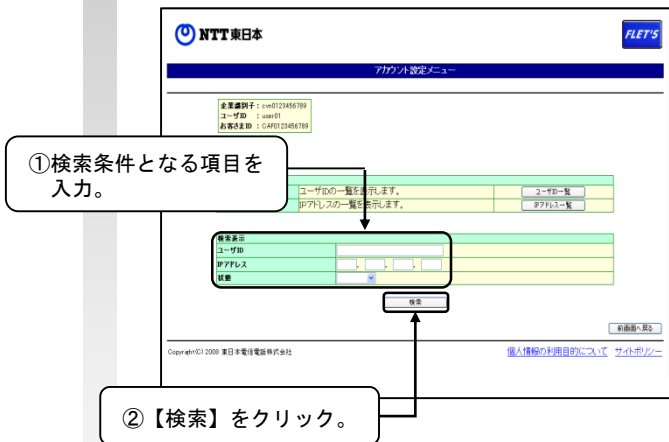 NTT東日本
FLET'S
アカウント設定メニュー
企業識別子：cvn0123456789
ユーザID ：user01
お客さまID ：CAF0123456789
①検索条件となる項目を
入力。
ユーザIDの一覧を表示します。 ユーザID一覧
IPアドレスの一覧を表示します。 IPアドレス一覧
検索表示
ユーザID
IPアドレス . . .
状態
検索
前画面へ戻る
Copyright(C) 2008 東日本電信電話株式会社 個人情報の利用目的について サイトポリシー
②【検索】をクリック。